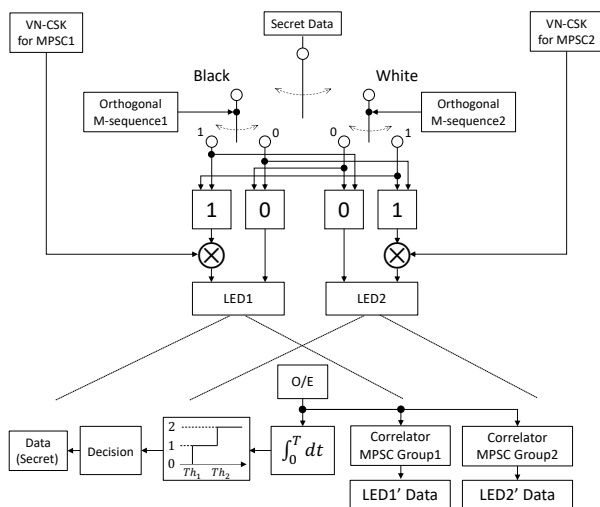 VN-CSK
for MPSC1
Secret Data
VN-CSK
for MPSC2
Black
White
Orthogonal
M-sequence1
Orthogonal
M-sequence2
1
0
0
1
1
0
0
1
LED1
LED2
O/E
Data
(Secret)
Decision
2
1
0
Th₁
Th₂
∫₀ᵀ dt
Correlator
MPSC Group1
Correlator
MPSC Group2
LED1’ Data
LED2’ Data